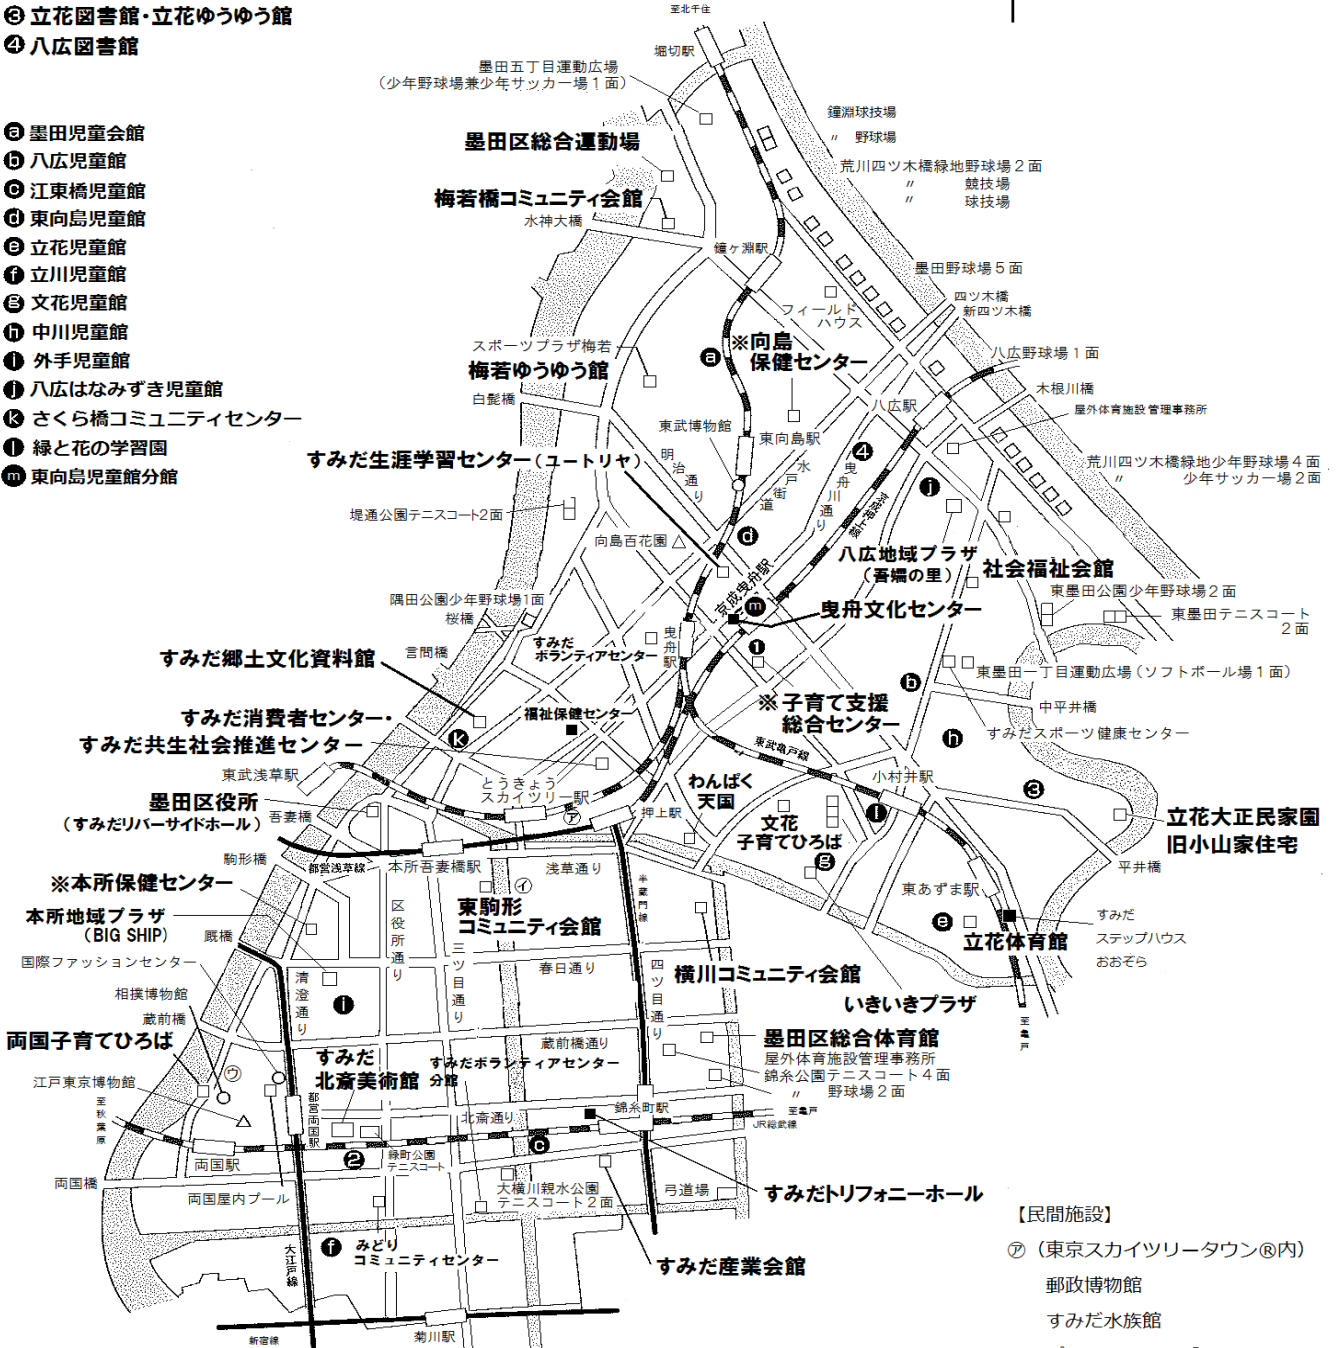 ❸ 立花図書館・立花ゆうゆう館
❹ 八広図書館
ⓐ 墨田児童会館
ⓑ 八広児童館
ⓒ 江東橋児童館
ⓓ 東向島児童館
ⓔ 立花児童館
ⓕ 立川児童館
ⓖ 文花児童館
ⓗ 中川児童館
ⓘ 外手児童館
ⓙ 八広はなみずき児童館
ⓚ さくら橋コミュニティセンター
ⓛ 緑と花の学習園
ⓜ 東向島児童館分館
至北千住
堀切駅
墨田五丁目運動広場
（少年野球場兼少年サッカー場1面）
鐘淵球技場
〃 野球場
墨田区総合運動場
荒川四ツ木橋緑地野球場2面
〃 競技場
〃 球技場
梅若橋コミュニティ会館
水神大橋
鐘ヶ淵駅
墨田野球場5面
四ツ木橋
新四ツ木橋
フィールド
ハウス
スポーツプラザ梅若
梅若ゆうゆう館
ⓐ
※向島
保健センター
八広野球場1面
白髭橋
八広駅
木根川橋
屋外体育施設管理事務所
東武博物館
東向島駅
❹
すみだ生涯学習センター（ユートリヤ）
明治通り
水戸街道
曳舟川通り
京成押上線
荒川四ツ木橋緑地少年野球場4面
〃 少年サッカー場2面
ⓙ
堤通公園テニスコート2面
向島百花園
ⓓ
八広地域プラザ
（吾嬬の里）
社会福祉会館
京成曳舟駅
ⓜ
曳舟文化センター
東墨田公園少年野球場2面
東墨田テニスコート
2面
隅田公園少年野球場1面
桜橋
すみだ
ボランティアセンター
曳舟駅
❶
言問橋
すみだ郷土文化資料館
東墨田一丁目運動広場（ソフトボール場1面）
ⓑ
※子育て支援
総合センター
中平井橋
すみだスポーツ健康センター
すみだ消費者センター・
すみだ共生社会推進センター
福祉保健センター
ⓚ
ⓗ
東武亀戸線
東武浅草駅
とうきょう
スカイツリー駅
わんぱく
天国
小村井駅
❸
墨田区役所
（すみだリバーサイドホール）
吾妻橋
㋐
押上駅
文花
子育てひろば
ⓛ
立花大正民家園
旧小山家住宅
駒形橋
都営浅草線
本所吾妻橋駅
浅草通り
ⓖ
平井橋
※本所保健センター
㋑
半蔵門線
東あずま駅
本所地域プラザ
（BIG SHIP）
厩橋
区役所通り
東駒形
コミュニティ会館
三ツ目通り
ⓔ
立花体育館
すみだ
ステップハウス
おおぞら
国際ファッションセンター
春日通り
四ツ目通り
横川コミュニティ会館
清澄通り
相撲博物館
蔵前橋
ⓘ
いきいきプラザ
至亀戸
両国子育てひろば
蔵前橋通り
墨田区総合体育館
屋外体育施設管理事務所
錦糸公園テニスコート4面
〃 野球場2面
すみだ
北斎美術館
すみだボランティアセンター
分館
㋒
江戸東京博物館
至秋葉原
都営両国駅
北斎通り
錦糸町駅
至亀戸
JR総武線
両国駅
❷
緑町公園
テニスコート
ⓒ
両国橋
両国屋内プール
大横川親水公園
テニスコート2面
弓道場
すみだトリフォニーホール
ⓕ
みどり
コミュニティセンター
大江戸線
すみだ産業会館
新宿線
菊川駅
【民間施設】
㋐（東京スカイツリータウン®内）
郵政博物館
すみだ水族館